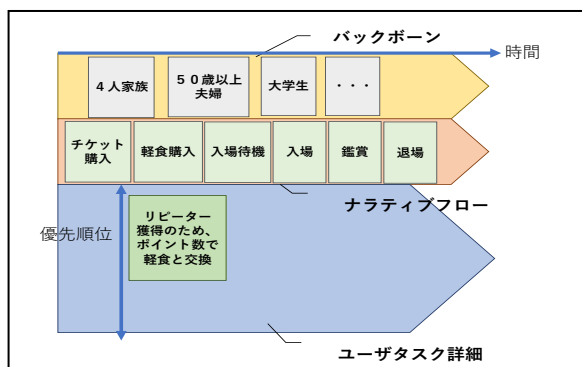 バックボーン
時間
４人家族
５０歳以上
夫婦
大学生
・・・
チケット
購入
軽食購入
入場待機
入場
鑑賞
退場
ナラティブフロー
優先順位
リピーター
獲得のため、
ポイント数で
軽食と交換
ユーザタスク詳細